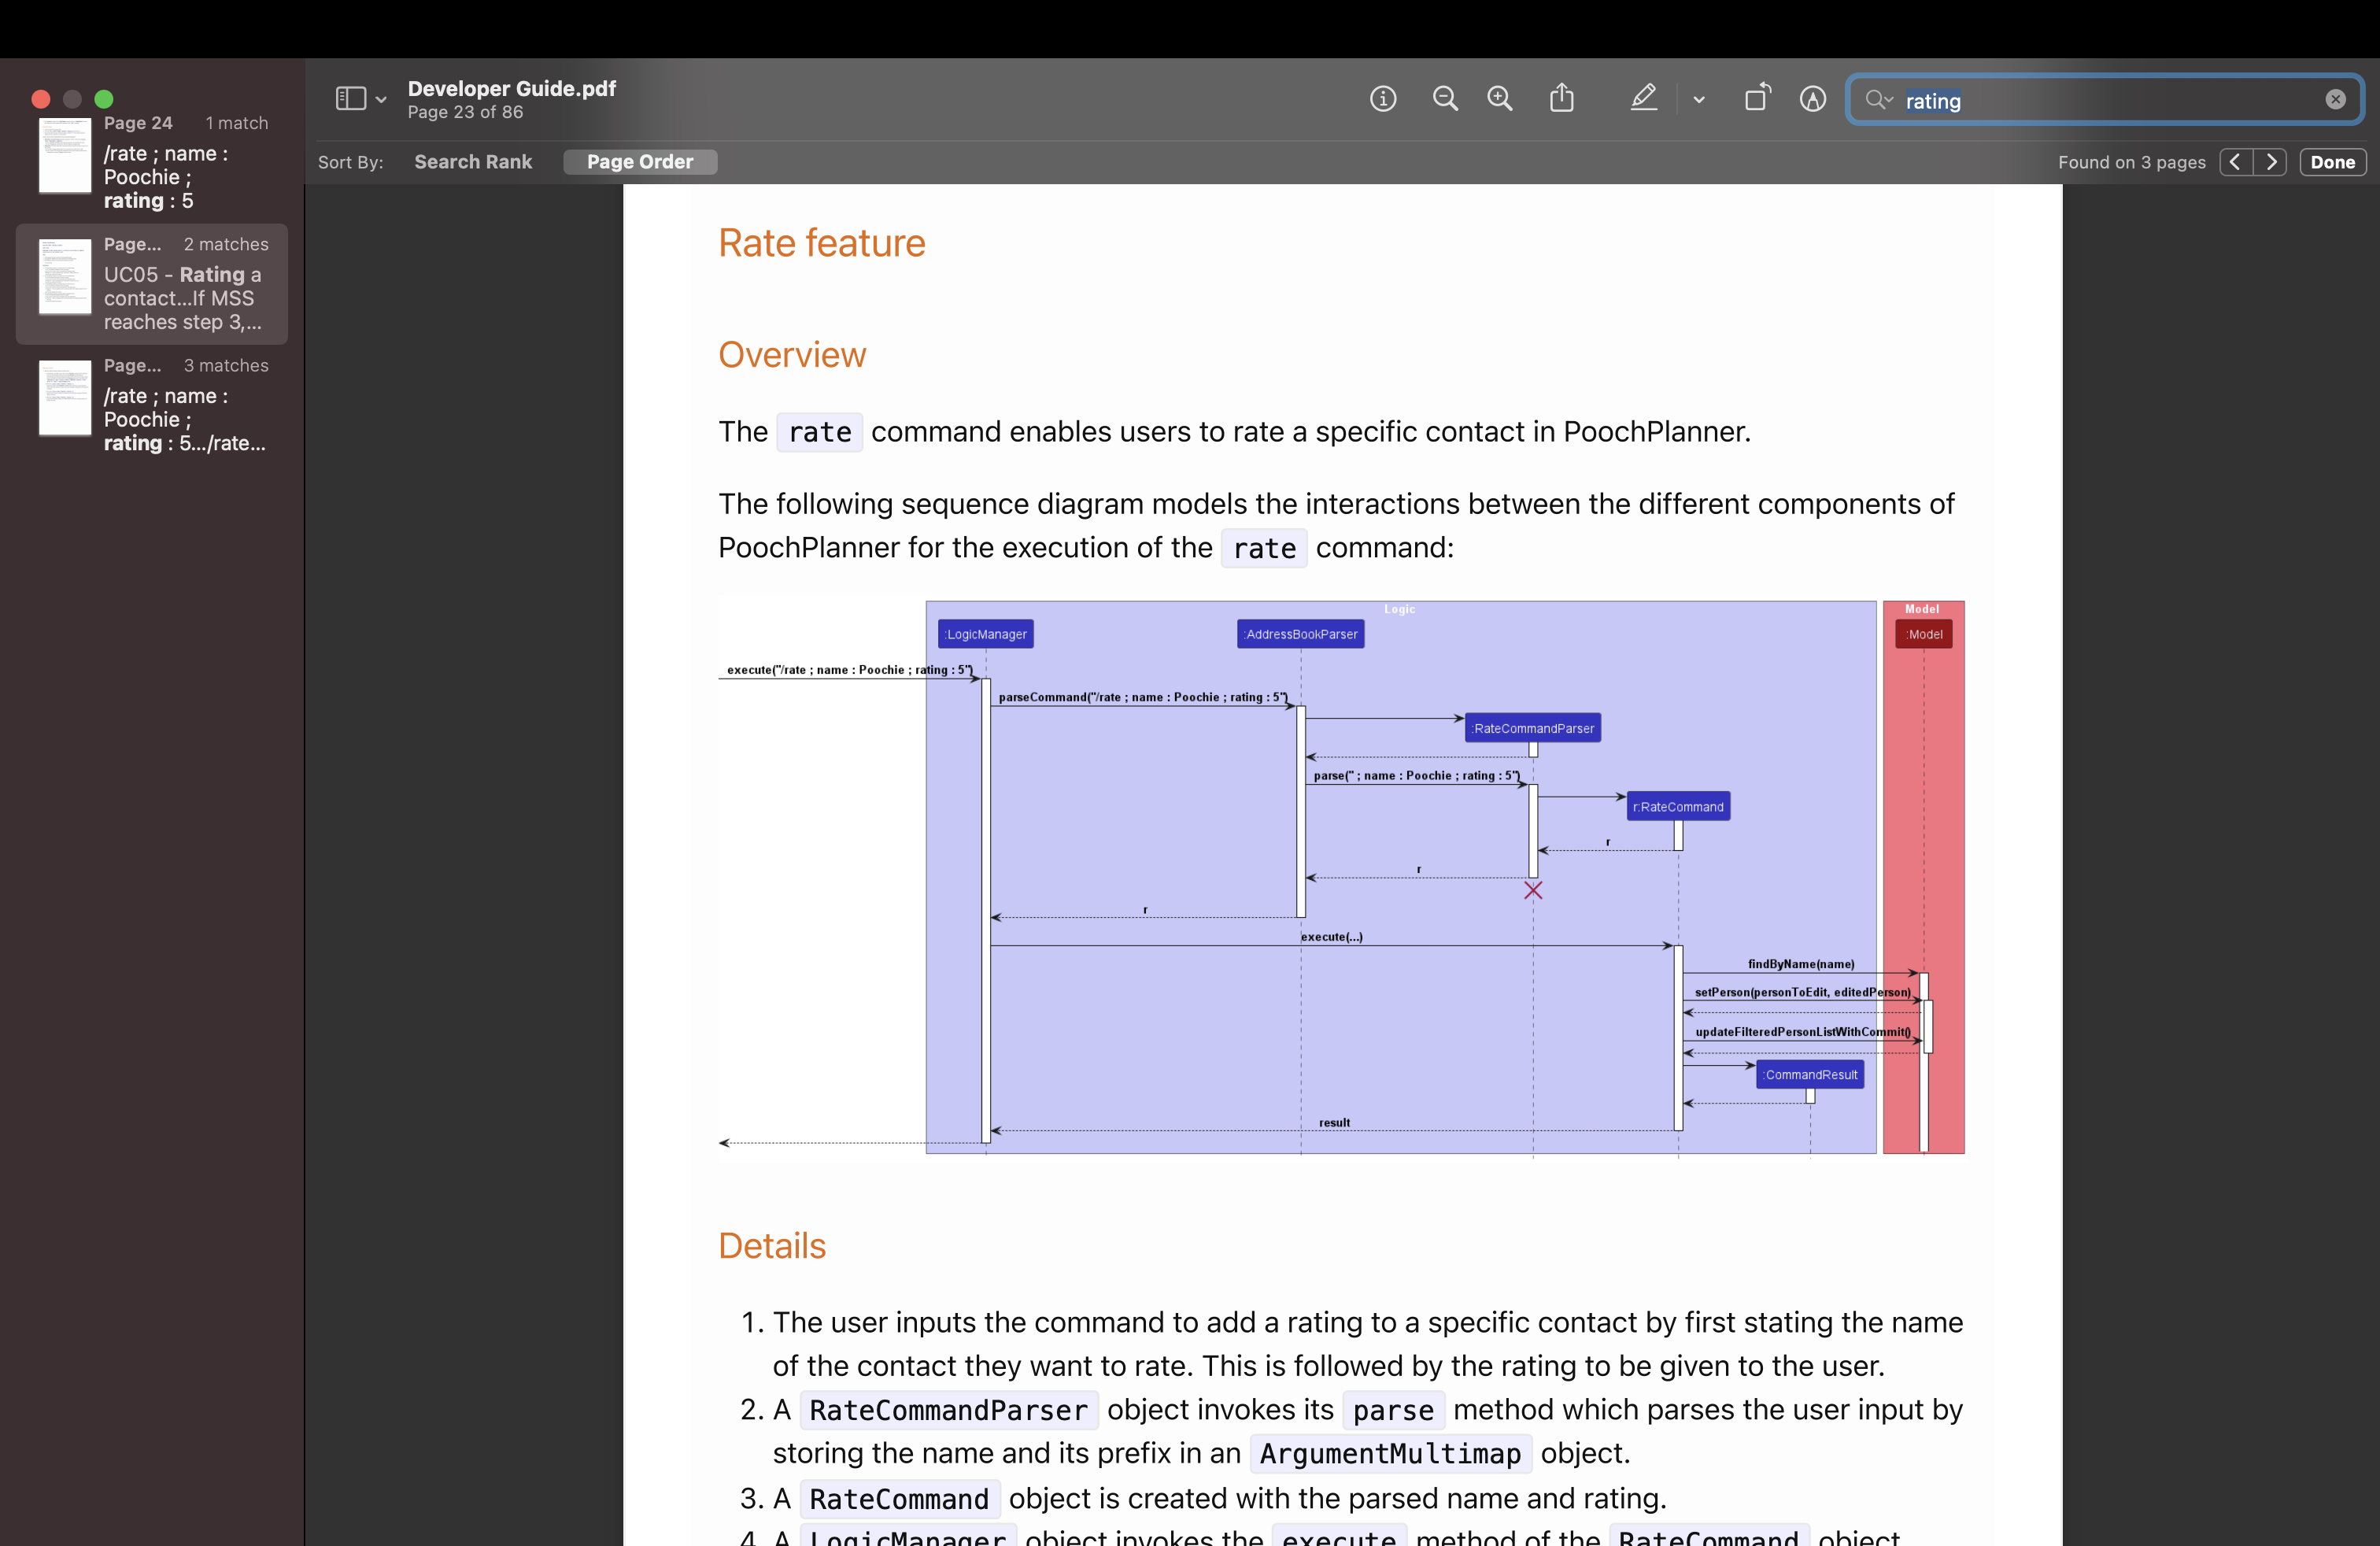 Developer Guide.pdf
Page 23 of 86
rating
Sort By:
Search Rank
Page Order
Found on 3 pages
Done
Page 24
1 match
/rate ; name :
Poochie ;
rating : 5
Page...
2 matches
UC05 - Rating a
contact...If MSS
reaches step 3,...
Page...
3 matches
/rate ; name :
Poochie ;
rating : 5.../rate...
Rate feature
Overview
The rate command enables users to rate a specific contact in PoochPlanner.
The following sequence diagram models the interactions between the different components of
PoochPlanner for the execution of the rate command:
Logic
Model
:LogicManager
:AddressBookParser
:Model
execute("/rate ; name : Poochie ; rating : 5")
parseCommand("/rate ; name : Poochie ; rating : 5")
:RateCommandParser
parse(" ; name : Poochie ; rating : 5")
r:RateCommand
r
r
r
execute(...)
findByName(name)
setPerson(personToEdit, editedPerson)
updateFilteredPersonListWithCommit()
:CommandResult
result
Details
1. The user inputs the command to add a rating to a specific contact by first stating the name
of the contact they want to rate. This is followed by the rating to be given to the user.
2. A RateCommandParser object invokes its parse method which parses the user input by
storing the name and its prefix in an ArgumentMultimap object.
3. A RateCommand object is created with the parsed name and rating.
4. A LogicManager object invokes the execute method of the RateCommand object